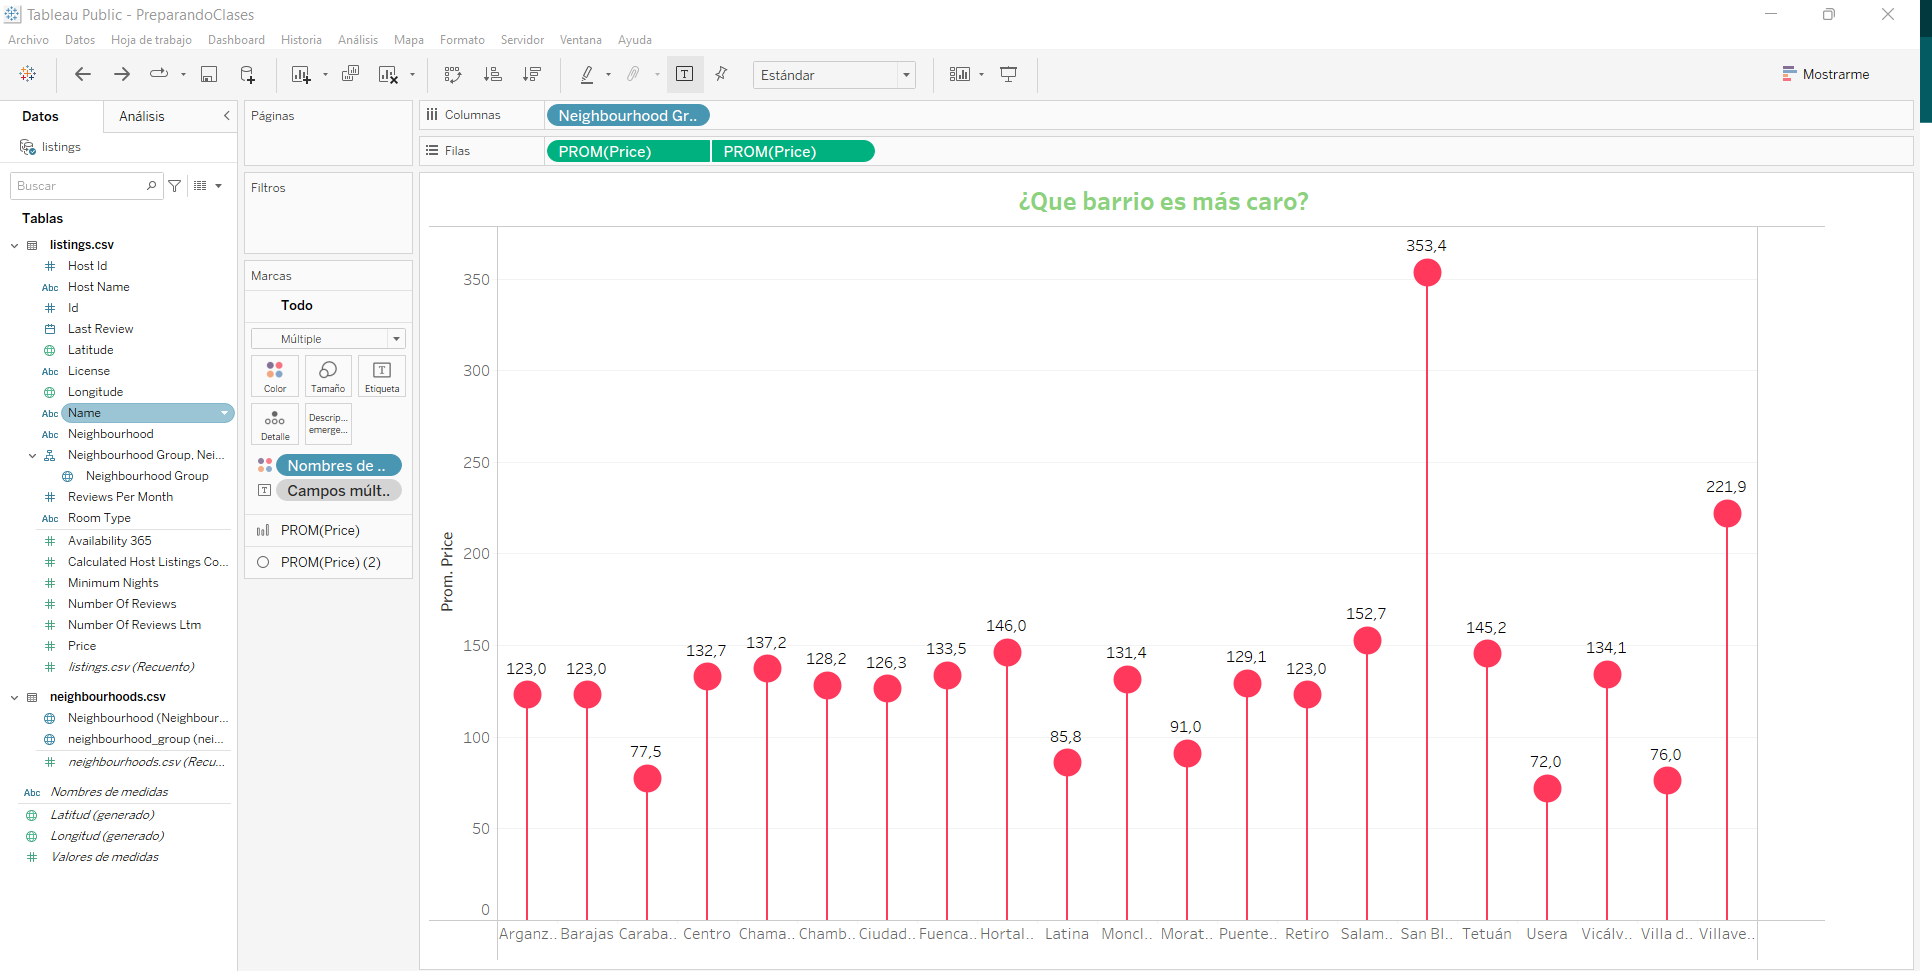 Tableau Public - PreparandoClases
Archivo Datos Hoja de trabajo Dashboard Historia Análisis Mapa Formato Servidor Ventana Ayuda
Estándar
Mostrarme
Datos Análisis
listings
Buscar
Tablas
listings.csv
Host Id
Abc Host Name
Id
Last Review
Latitude
Abc License
Longitude
Abc Name
Abc Neighbourhood
Neighbourhood Group, Nei...
Neighbourhood Group
Reviews Per Month
Abc Room Type
Availability 365
Calculated Host Listings Co...
Minimum Nights
Number Of Reviews
Number Of Reviews Ltm
Price
listings.csv (Recuento)
neighbourhoods.csv
Neighbourhood (Neighbour...
neighbourhood_group (nei...
neighbourhoods.csv (Recu...
Abc Nombres de medidas
Latitud (generado)
Longitud (generado)
Valores de medidas
Páginas
Filtros
Marcas
Todo
Múltiple
Color Tamaño Etiqueta
Detalle
Descrip...
emerge...
Nombres de ..
Campos múlt..
PROM(Price)
PROM(Price) (2)
Columnas Neighbourhood Gr..
Filas PROM(Price) PROM(Price)
¿Que barrio es más caro?
Prom. Price
350
300
250
200
150
100
50
0
123,0 123,0 77,5 132,7 137,2 128,2 126,3 133,5 146,0 85,8 131,4 91,0 129,1 123,0 152,7 353,4 145,2 72,0 134,1 76,0 221,9
Arganz.. Barajas Caraba.. Centro Chama.. Chamb.. Ciudad.. Fuenca.. Hortal.. Latina Moncl.. Morat.. Puente.. Retiro Salam.. San Bl.. Tetuán Usera Vicálv.. Villa d.. Villave..